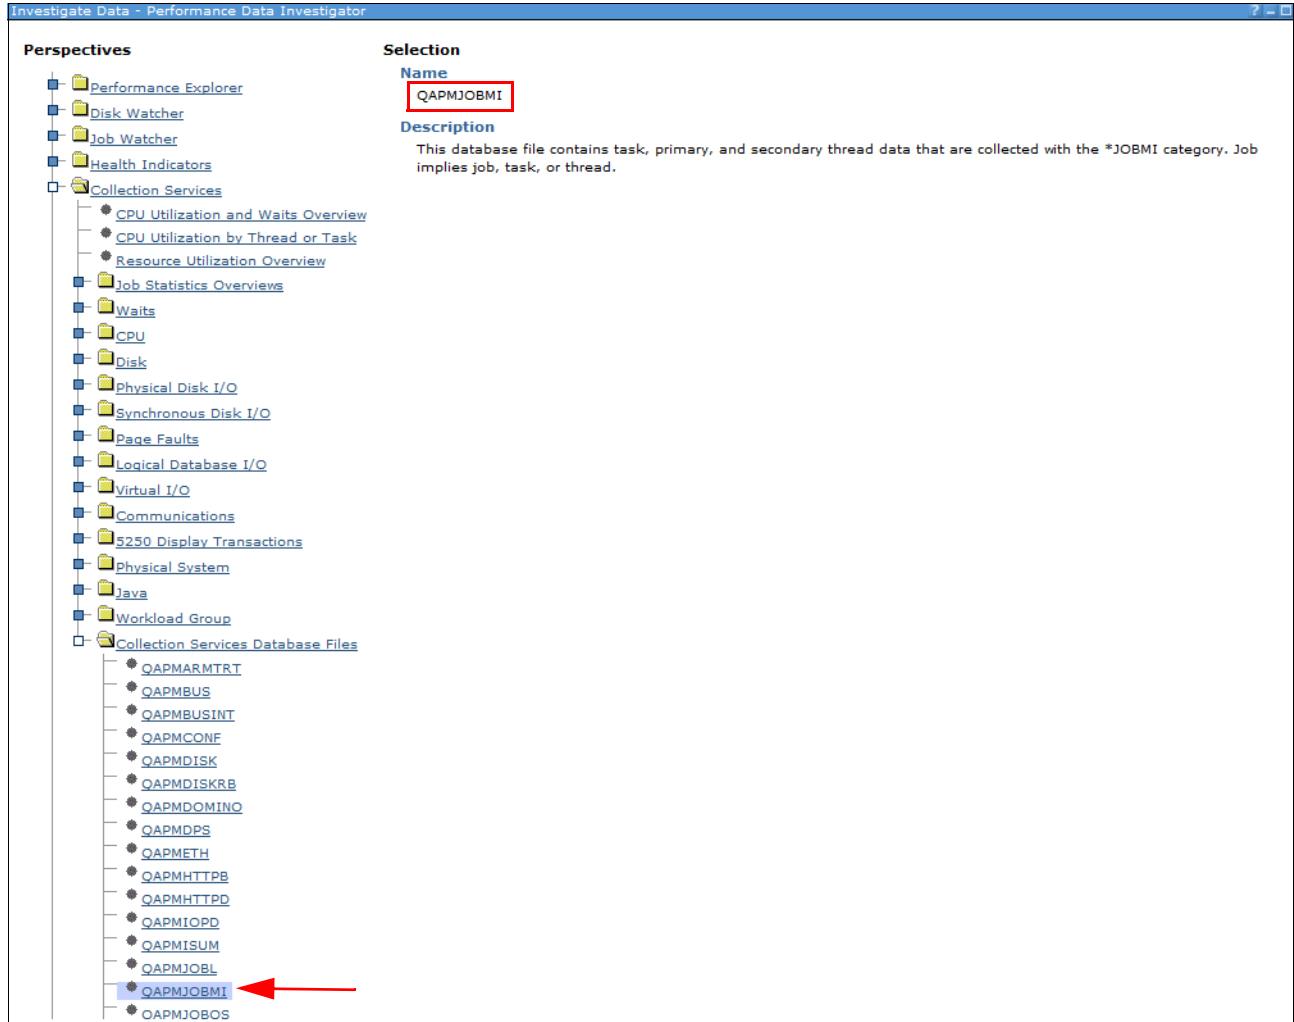 Investigate Data - Performance Data Investigator
Perspectives
Performance Explorer
Disk Watcher
Job Watcher
Health Indicators
Collection Services
CPU Utilization and Waits Overview
CPU Utilization by Thread or Task
Resource Utilization Overview
Job Statistics Overviews
Waits
CPU
Disk
Physical Disk I/O
Synchronous Disk I/O
Page Faults
Logical Database I/O
Virtual I/O
Communications
5250 Display Transactions
Physical System
Java
Workload Group
Collection Services Database Files
QAPMARMTRT
QAPMBUS
QAPMBUSINT
QAPMCONF
QAPMDISK
QAPMDISKRB
QAPMDOMINO
QAPMDPS
QAPMETH
QAPMHTTPB
QAPMHTTPD
QAPMIOPD
QAPMISUM
QAPMJOBL
QAPMJOBMI
QAPMJOBOS
Selection
Name
QAPMJOBMI
Description
This database file contains task, primary, and secondary thread data that are collected with the *JOBMI category. Job
implies job, task, or thread.